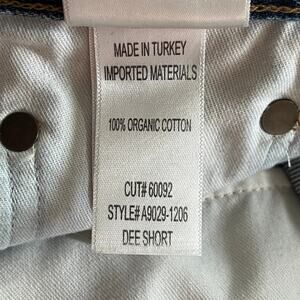 MADE IN TURKEY
IMPORTED MATERIALS
100% ORGANIC COTTON
CUT# 60092
STYLE# A9029-1206
DEE SHORT